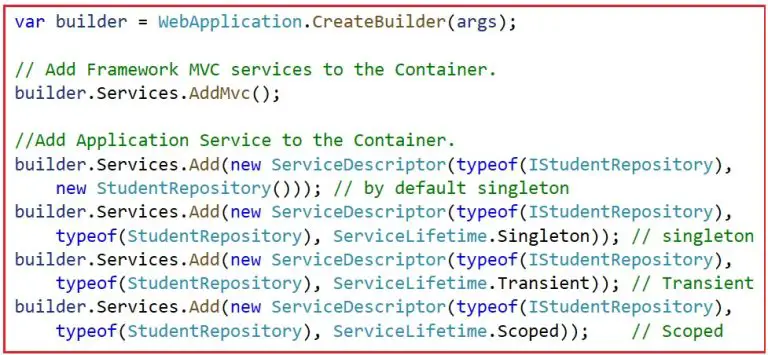 var builder = WebApplication.CreateBuilder(args);
// Add Framework MVC services to the Container.
builder.Services.AddMvc();
//Add Application Service to the Container.
builder.Services.Add(new ServiceDescriptor(typeof(IStudentRepository),
new StudentRepository())); // by default singleton
builder.Services.Add(new ServiceDescriptor(typeof(IStudentRepository),
typeof(StudentRepository), ServiceLifetime.Singleton)); // singleton
builder.Services.Add(new ServiceDescriptor(typeof(IStudentRepository),
typeof(StudentRepository), ServiceLifetime.Transient)); // Transient
builder.Services.Add(new ServiceDescriptor(typeof(IStudentRepository),
typeof(StudentRepository), ServiceLifetime.Scoped)); // Scoped